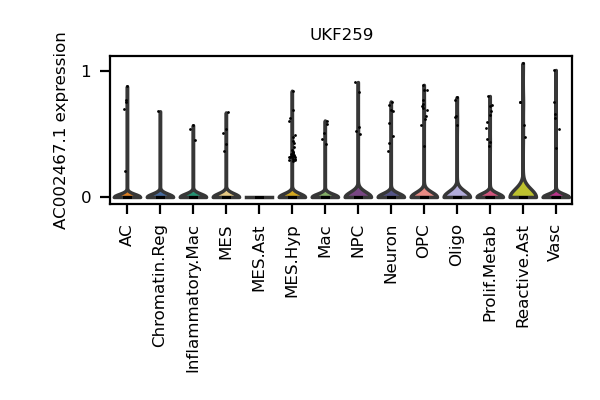 UKF259
AC002467.1 expression
1
0
AC
Chromatin.Reg
Inflammatory.Mac
MES
MES.Ast
MES.Hyp
Mac
NPC
Neuron
OPC
Oligo
Prolif.Metab
Reactive.Ast
Vasc